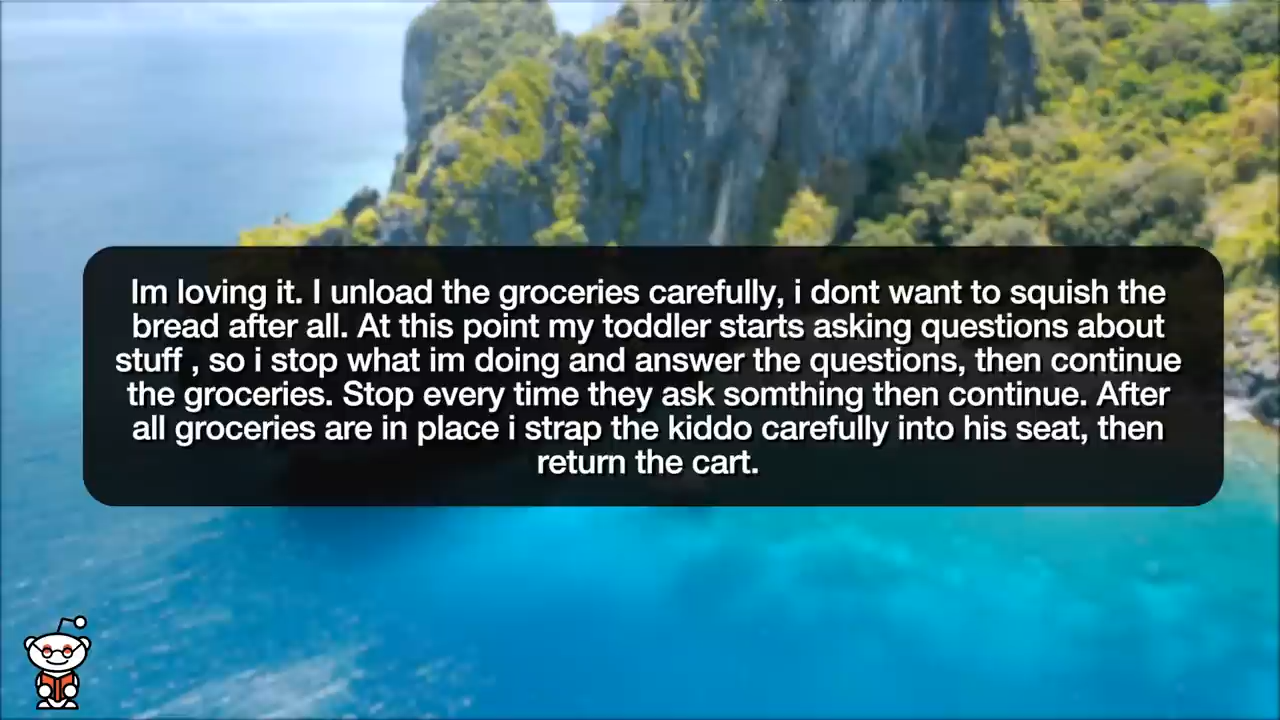 Im loving it. I unload the groceries carefully, i dont want to squish the
bread after all. At this point my toddler starts asking questions about
stuff , so i stop what im doing and answer the questions, then continue
the groceries. Stop every time they ask somthing then continue. After
all groceries are in place i strap the kiddo carefully into his seat, then
return the cart.